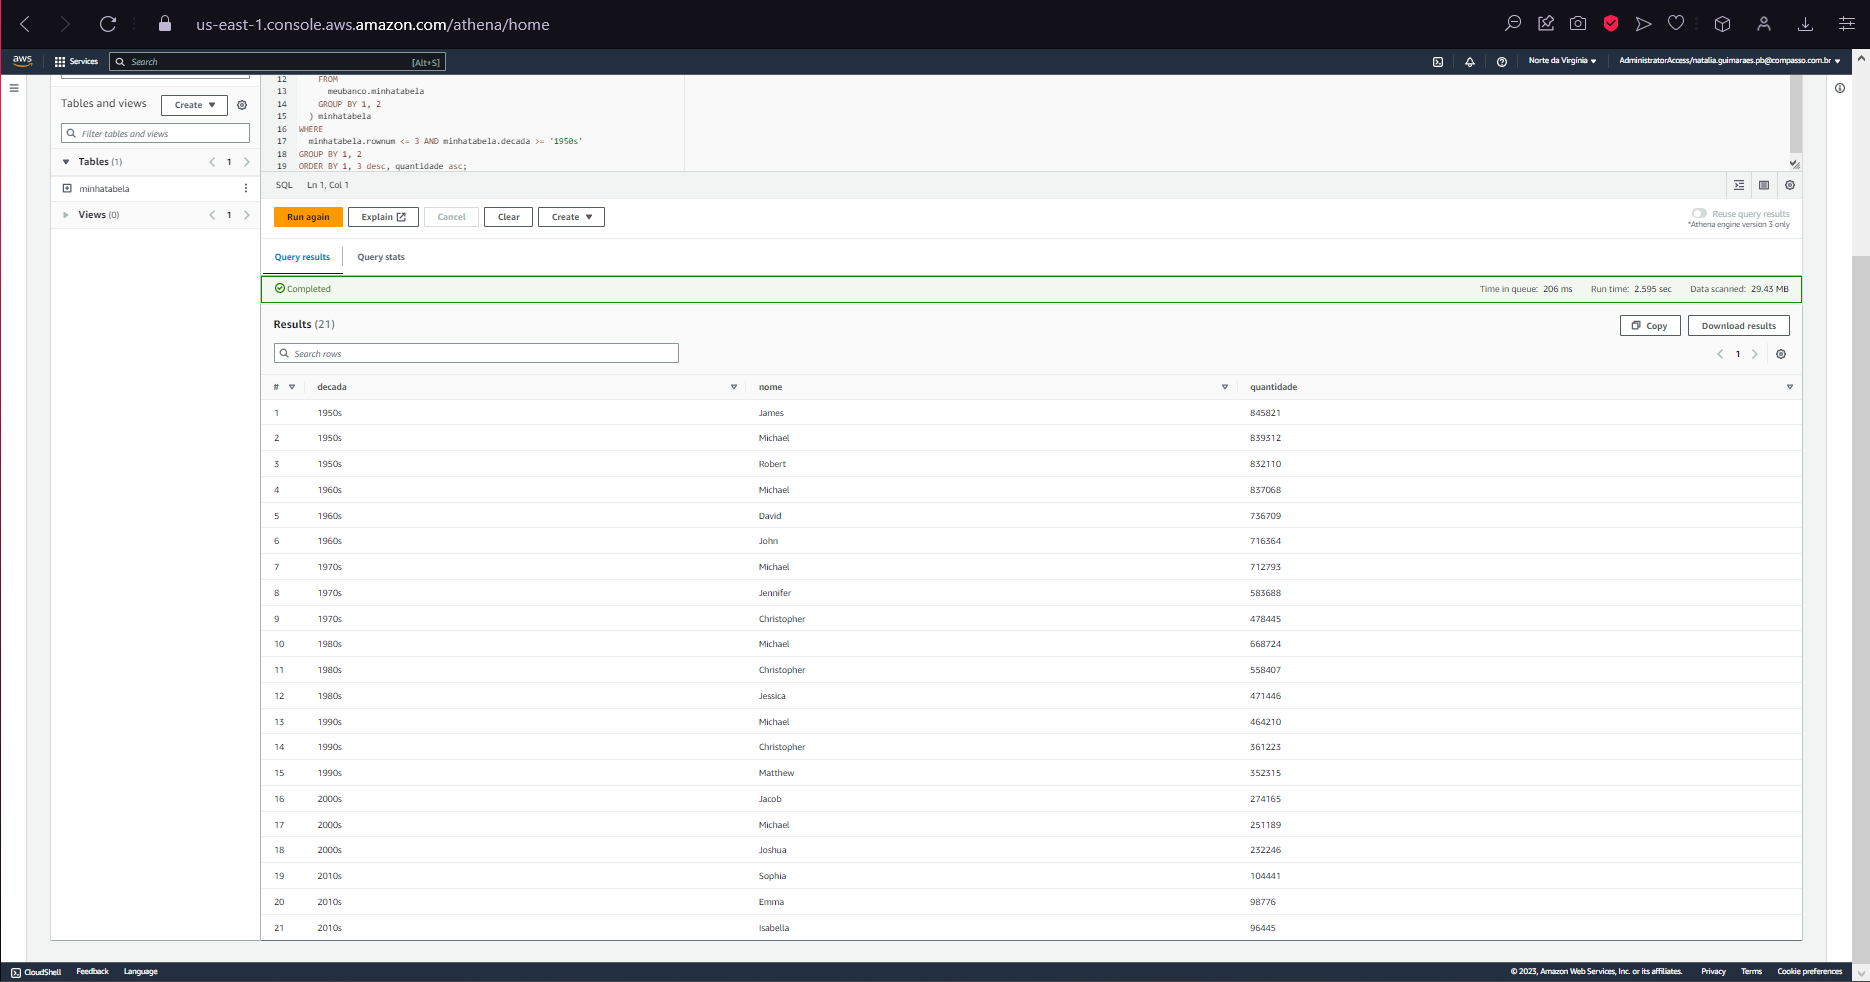 us-east-1.console.aws.amazon.com/athena/home
aws Services Search [Alt+S] Norte da Virgínia AdministratorAccess/natalia.guimaraes.pb@compasso.com.br
Tables and views Create
Filter tables and views
Tables (1) 1
minhatabela
Views (0) 1
12 FROM
13 meubanco.minhatabela
14 GROUP BY 1, 2
15 ) minhatabela
16 WHERE
17 minhatabela.rownum <= 3 AND minhatabela.decada >= '1950s'
18 GROUP BY 1, 2
19 ORDER BY 1, 3 desc, quantidade asc;
SQL Ln 1, Col 1
Run again Explain Cancel Clear Create
Reuse query results
*Athena engine version 3 only
Query results Query stats
Completed Time in queue: 206 ms Run time: 2.595 sec Data scanned: 29.43 MB
Results (21) Copy Download results
Search rows 1
# decada nome quantidade
1 1950s James 845821
2 1950s Michael 839312
3 1950s Robert 832110
4 1960s Michael 837068
5 1960s David 736709
6 1960s John 716364
7 1970s Michael 712793
8 1970s Jennifer 583688
9 1970s Christopher 478445
10 1980s Michael 668724
11 1980s Christopher 558407
12 1980s Jessica 471446
13 1990s Michael 464210
14 1990s Christopher 361223
15 1990s Matthew 352315
16 2000s Jacob 274165
17 2000s Michael 251189
18 2000s Joshua 232246
19 2010s Sophia 104441
20 2010s Emma 98776
21 2010s Isabella 96445
CloudShell Feedback Language © 2023, Amazon Web Services, Inc. or its affiliates. Privacy Terms Cookie preferences